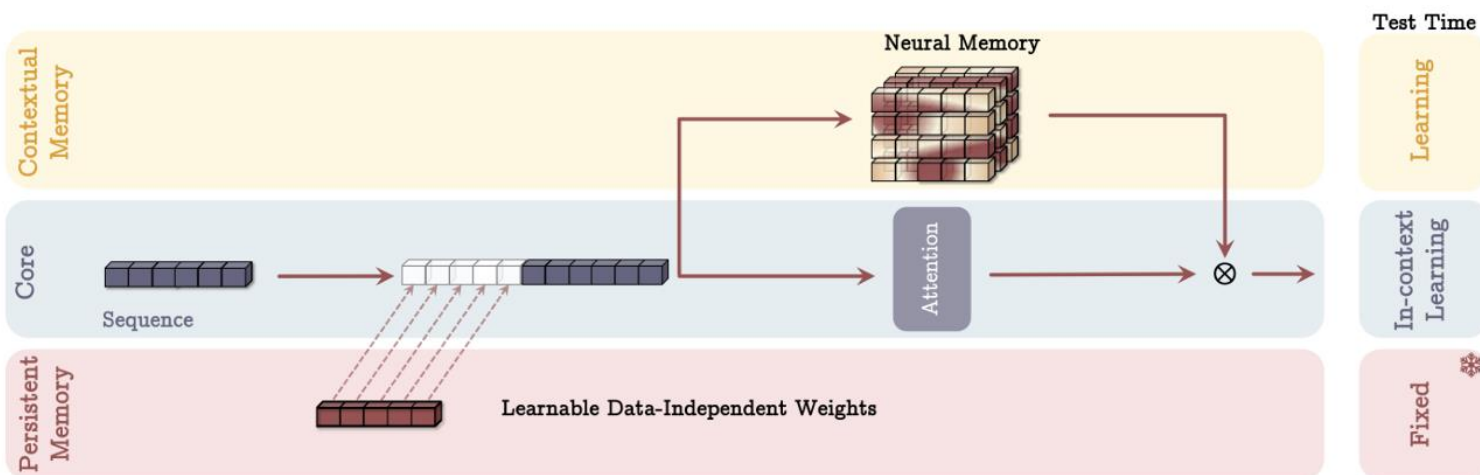 Test Time
Contextual
Memory
Neural Memory
Learning
Core
Sequence
Attention
⊗
In-context
Learning
Persistent
Memory
Learnable Data-Independent Weights
Fixed